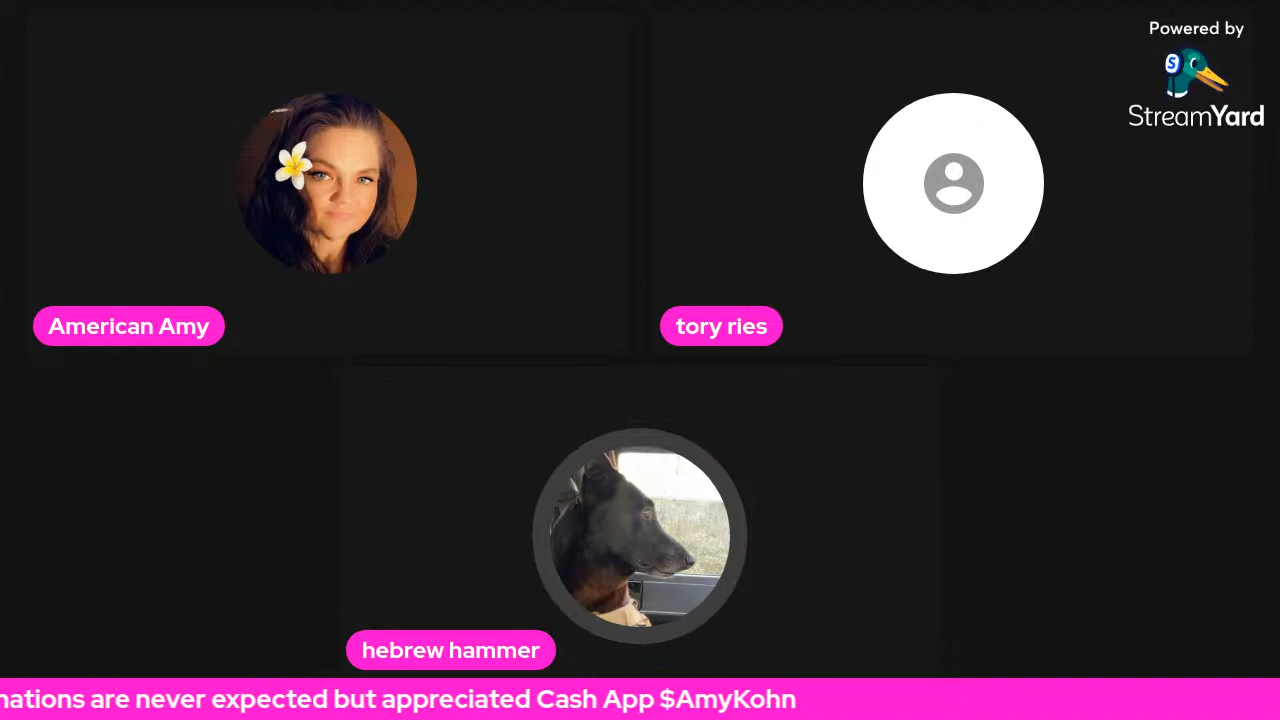 Powered by
S
StreamYard
American Amy
tory ries
hebrew hammer
nations are never expected but appreciated Cash App $AmyKohn